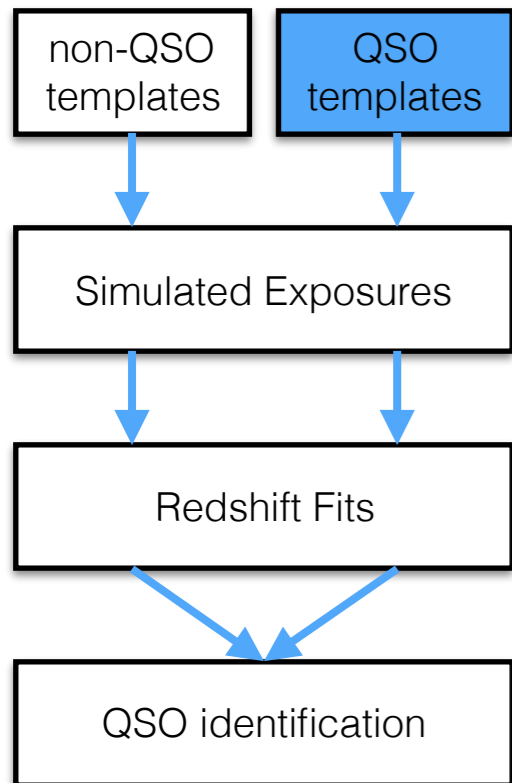 non-QSO
templates
QSO
templates
Simulated Exposures
Redshift Fits
QSO identification